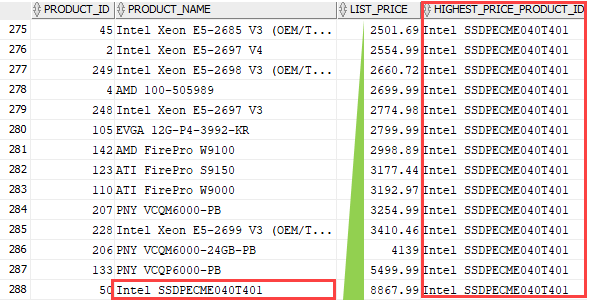 PRODUCT_ID PRODUCT_NAME LIST_PRICE HIGHEST_PRICE_PRODUCT_ID
275 45 Intel Xeon E5-2685 V3 (OEM/T... 2501.69 Intel SSDPECME040T401
276 2 Intel Xeon E5-2697 V4 2554.99 Intel SSDPECME040T401
277 249 Intel Xeon E5-2698 V3 (OEM/T... 2660.72 Intel SSDPECME040T401
278 4 AMD 100-505989 2699.99 Intel SSDPECME040T401
279 248 Intel Xeon E5-2697 V3 2774.98 Intel SSDPECME040T401
280 105 EVGA 12G-P4-3992-KR 2799.99 Intel SSDPECME040T401
281 142 AMD FirePro W9100 2998.89 Intel SSDPECME040T401
282 123 ATI FirePro S9150 3177.44 Intel SSDPECME040T401
283 110 ATI FirePro W9000 3192.97 Intel SSDPECME040T401
284 207 PNY VCQM6000-PB 3254.99 Intel SSDPECME040T401
285 228 Intel Xeon E5-2699 V3 (OEM/T... 3410.46 Intel SSDPECME040T401
286 206 PNY VCQM6000-24GB-PB 4139 Intel SSDPECME040T401
287 133 PNY VCQP6000-PB 5499.99 Intel SSDPECME040T401
288 50 Intel SSDPECME040T401 8867.99 Intel SSDPECME040T401